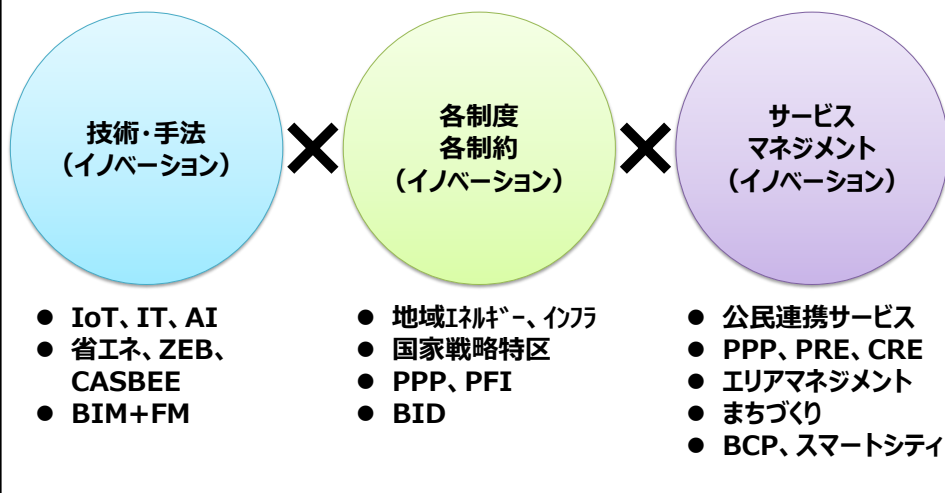 技術・手法
（イノベーション）
×
各制度
各制約
（イノベーション）
×
サービス
マネジメント
（イノベーション）
● IoT、IT、AI
● 省エネ、ZEB、
CASBEE
● BIM+FM
● 地域ｴﾈﾙｷﾞｰ、ｲﾝﾌﾗ
● 国家戦略特区
● PPP、PFI
● BID
● 公民連携サービス
● PPP、PRE、CRE
● エリアマネジメント
● まちづくり
● BCP、スマートシティ